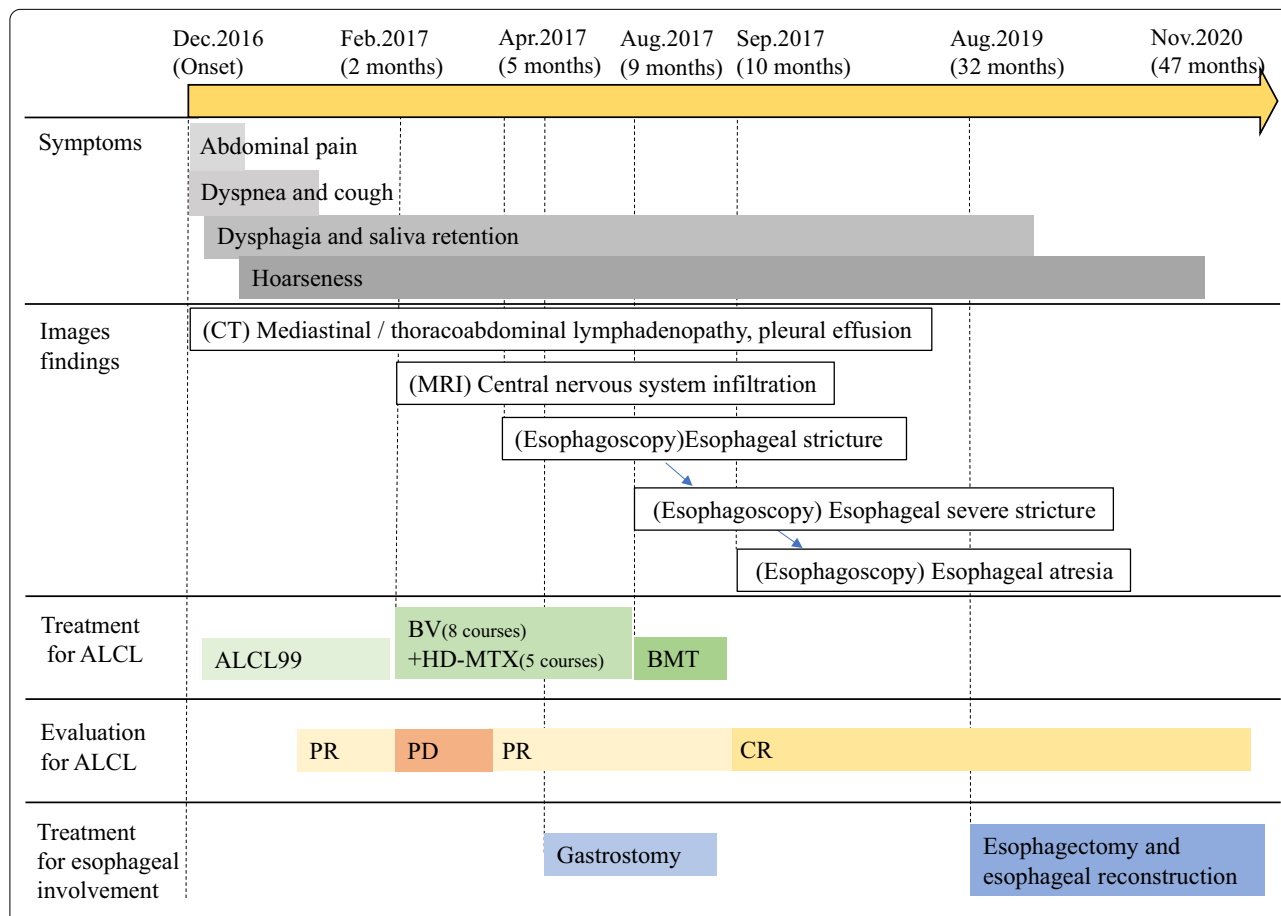 Dec.2016
(Onset)
Feb.2017
(2 months)
Apr.2017
(5 months)
Aug.2017
(9 months)
Sep.2017
(10 months)
Aug.2019
(32 months)
Nov.2020
(47 months)
Symptoms
Abdominal pain
Dyspnea and cough
Dysphagia and saliva retention
Hoarseness
Images
findings
(CT) Mediastinal / thoracoabdominal lymphadenopathy, pleural effusion
(MRI) Central nervous system infiltration
(Esophagoscopy)Esophageal stricture
(Esophagoscopy) Esophageal severe stricture
(Esophagoscopy) Esophageal atresia
Treatment
for ALCL
ALCL99
BV(8 courses)
+HD-MTX(5 courses)
BMT
Evaluation
for ALCL
PR
PD
PR
CR
Treatment
for esophageal
involvement
Gastrostomy
Esophagectomy and
esophageal reconstruction